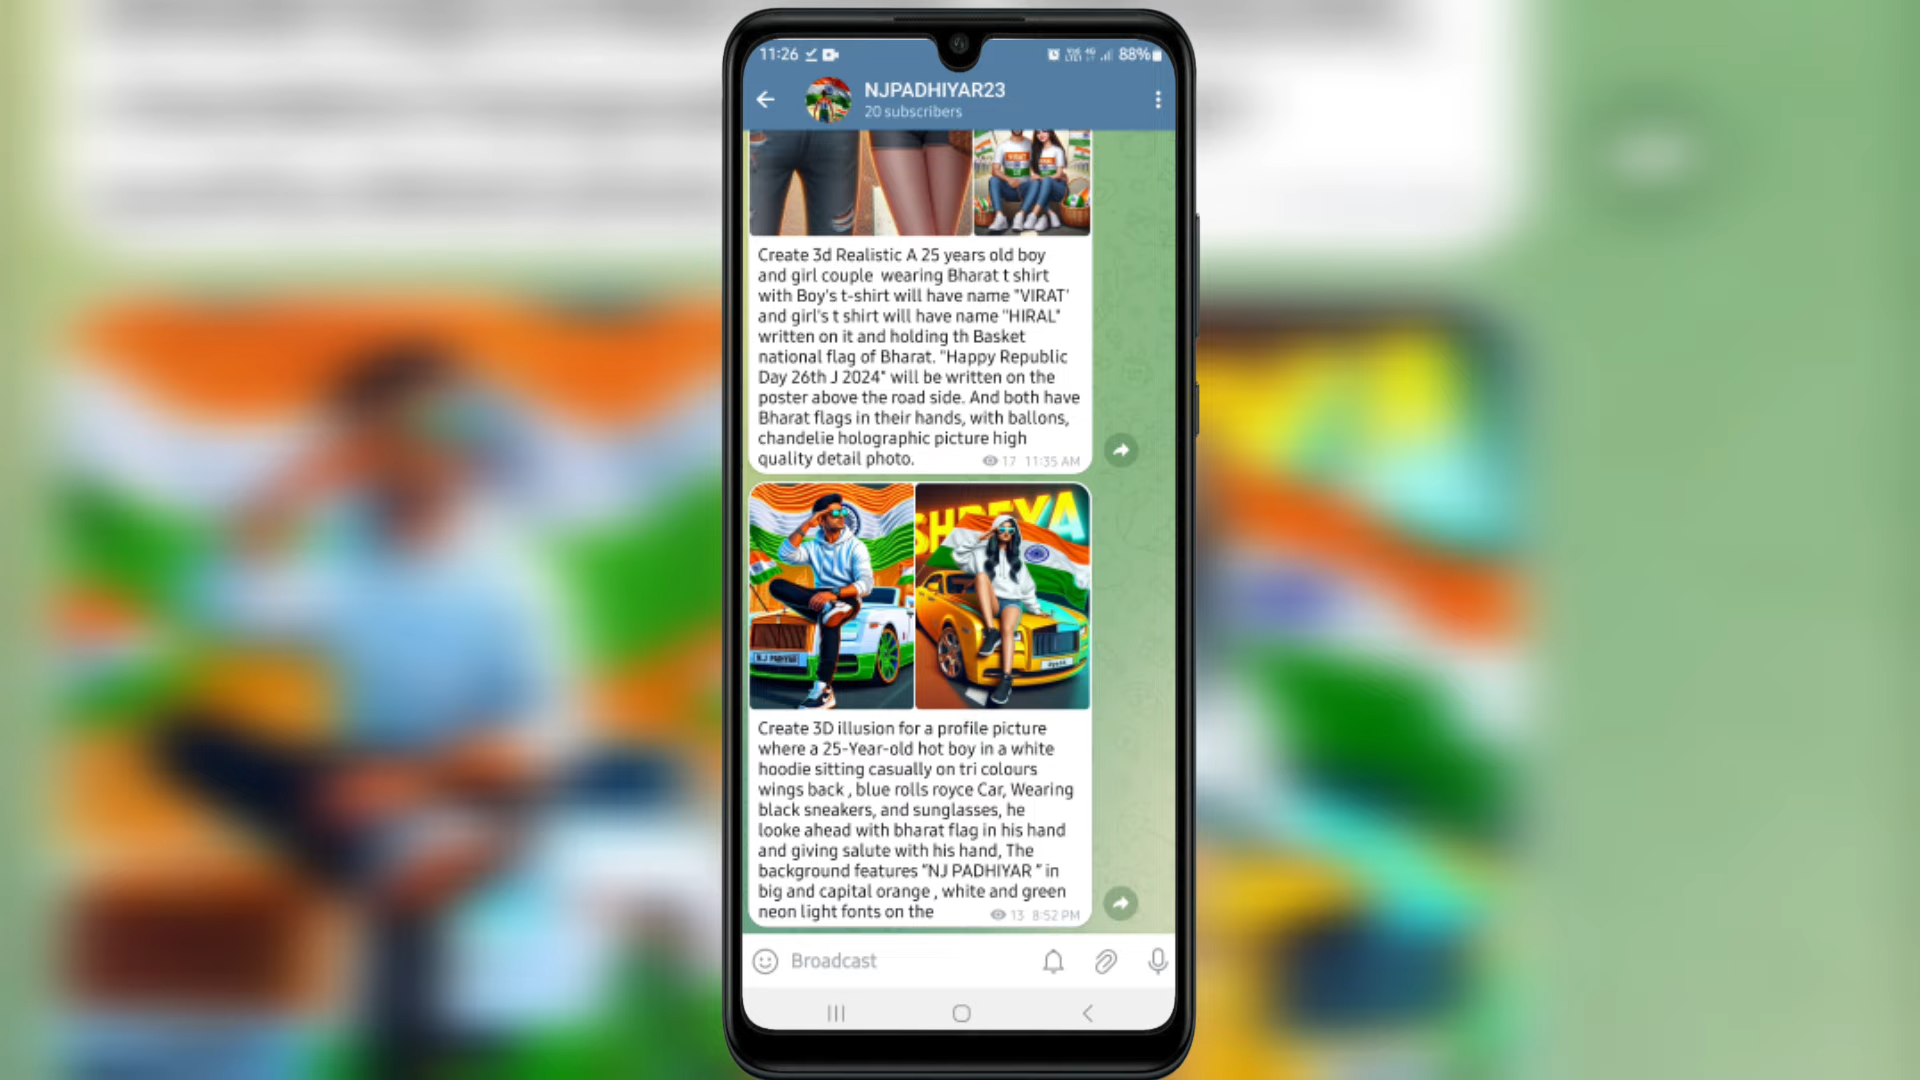 11:26
88%
NJPADHIYAR23
20 subscribers
VIRAT
Create 3d Realistic A 25 years old boy
and girl couple wearing Bharat t shirt
with Boy's t-shirt will have name "VIRAT'
and girl's t shirt will have name "HIRAL"
written on it and holding th Basket
national flag of Bharat. "Happy Republic
Day 26th J 2024" will be written on the
poster above the road side. And both have
Bharat flags in their hands, with ballons,
chandelie holographic picture high
quality detail photo.
17 11:35 AM
SHREYA
Create 3D illusion for a profile picture
where a 25-Year-old hot boy in a white
hoodie sitting casually on tri colours
wings back , blue rolls royce Car, Wearing
black sneakers, and sunglasses, he
looke ahead with bharat flag in his hand
and giving salute with his hand, The
background features "NJ PADHIYAR " in
big and capital orange , white and green
neon light fonts on the
13 8:52 PM
Broadcast